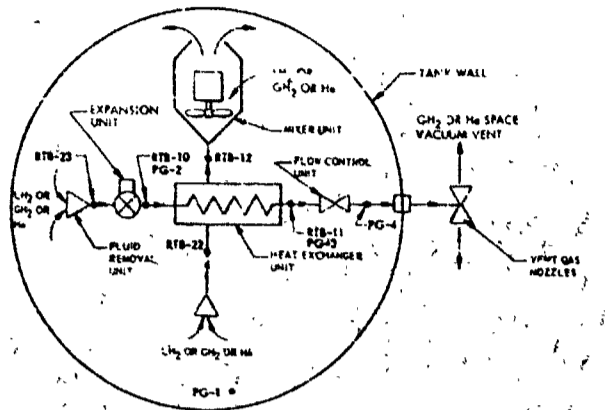 GH₂ OR He
MIXER UNIT
TANK WALL
GH₂ OR He SPACE
VACUUM VENT
EXPANSION
UNIT
RTB-23
RTB-10
PG-2
RTB-12
FLOW CONTROL
UNIT
LH₂ OR
GH₂ OR
He
FLUID
REMOVAL
UNIT
RTB-22
RTB-11
PG-3
HEAT EXCHANGER
UNIT
PG-4
VENT GAS
NOZZLES
LH₂ OR GH₂ OR He
PG-1